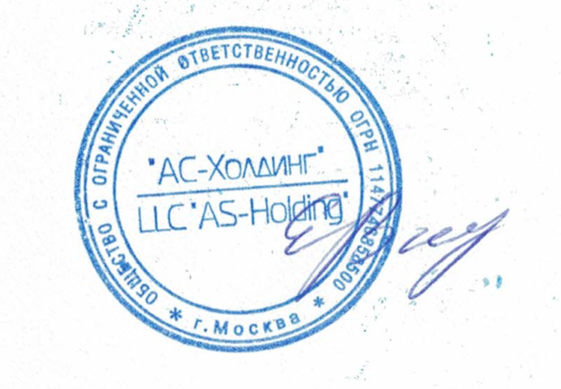 ОБЩЕСТВО С ОГРАНИЧЕННОЙ ОТВЕТСТВЕННОСТЬЮ ОГРН
"АС-Холдинг"
LLC "AS-Holding"
* г.Москва *